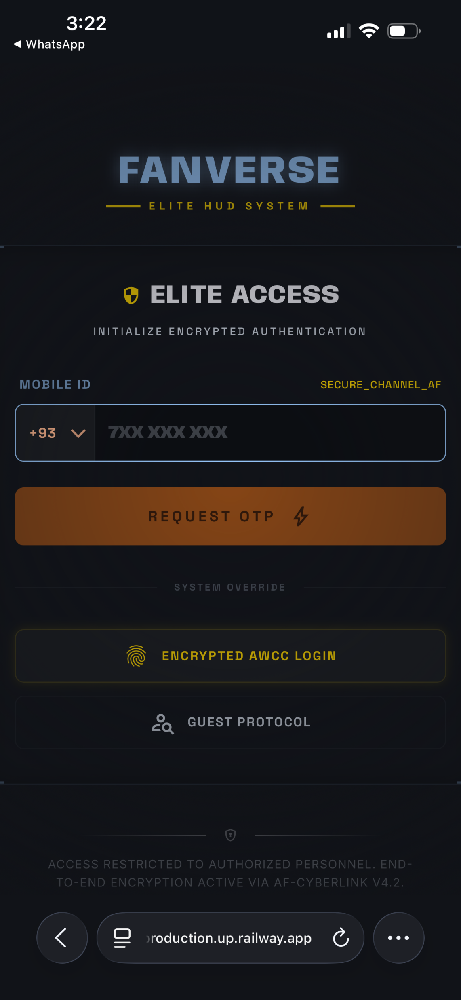 3:22
WhatsApp
FANVERSE
ELITE HUD SYSTEM
ELITE ACCESS
INITIALIZE ENCRYPTED AUTHENTICATION
MOBILE ID
SECURE_CHANNEL_AF
+93
7XX XXX XXX
REQUEST OTP
SYSTEM OVERRIDE
ENCRYPTED AWCC LOGIN
GUEST PROTOCOL
ACCESS RESTRICTED TO AUTHORIZED PERSONNEL. END-
TO-END ENCRYPTION ACTIVE VIA AF-CYBERLINK V4.2.
roduction.up.railway.app